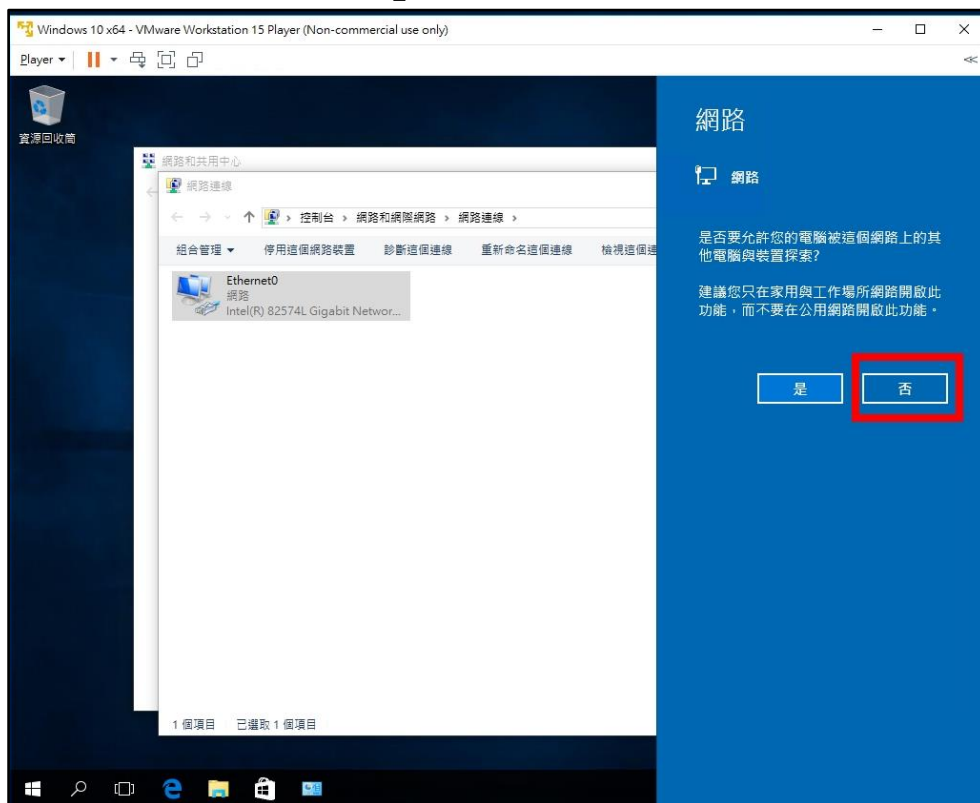 Windows 10 x64 - VMware Workstation 15 Player (Non-commercial use only)
Player
資源回收筒
網路和共用中心
網路連線
控制台 › 網路和網際網路 › 網路連線 ›
組合管理 停用這個網路裝置 診斷這個連線 重新命名這個連線 檢視這個連
Ethernet0
網路
Intel(R) 82574L Gigabit Networ...
1 個項目 已選取 1 個項目
網路
網路
是否要允許您的電腦被這個網路上的其
他電腦與裝置探索?
建議您只在家用與工作場所網路開啟此
功能，而不要在公用網路開啟此功能。
是
否